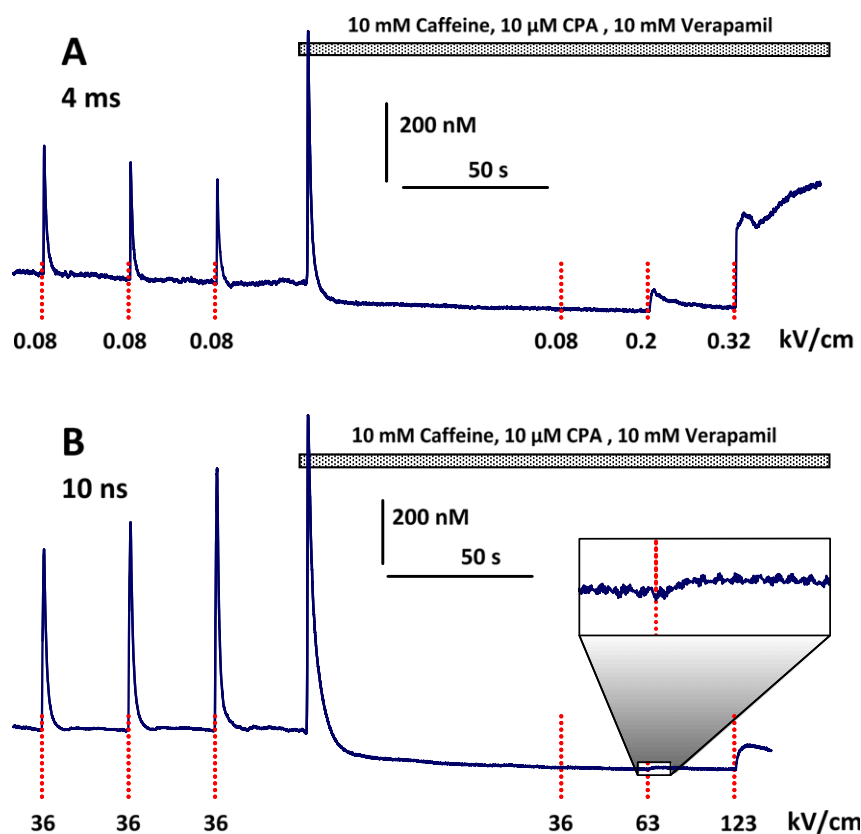 10 mM Caffeine, 10 µM CPA , 10 mM Verapamil
A
4 ms
200 nM
50 s
0.08 0.08 0.08 0.08 0.2 0.32 kV/cm
10 mM Caffeine, 10 µM CPA , 10 mM Verapamil
B
10 ns
200 nM
50 s
36 36 36 36 63 123 kV/cm